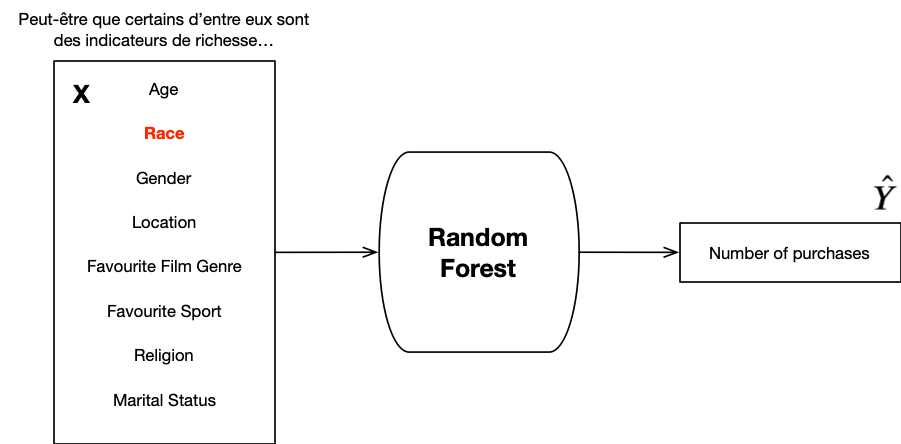 Peut-être que certains d’entre eux sont
des indicateurs de richesse…
X
Age
Race
Gender
Location
Favourite Film Genre
Favourite Sport
Religion
Marital Status
Random
Forest
Ŷ
Number of purchases